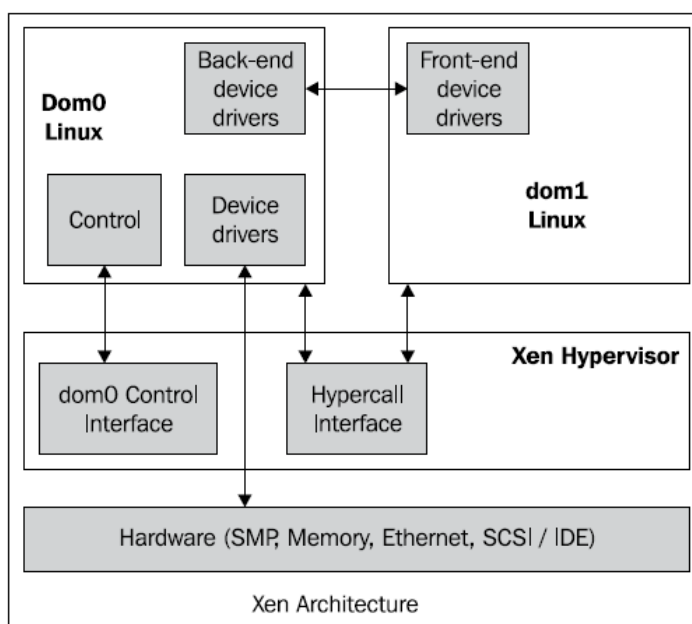 Back-end
device
drivers
Front-end
device
drivers
Dom0
Linux
Control
Device
drivers
dom1
Linux
Xen Hypervisor
dom0 Control
Interface
Hypercall
Interface
Hardware (SMP, Memory, Ethernet, SCSI / IDE)
Xen Architecture